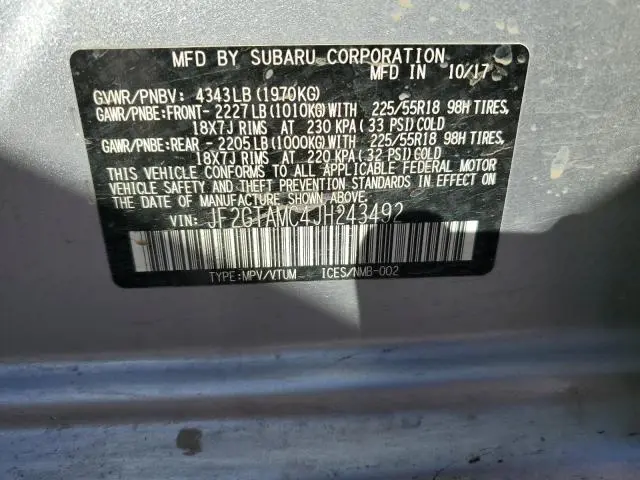 MFD BY SUBARU CORPORATION
MFD IN 10/17
GVWR/PNBV: 4343LB (1970KG)
GAWR/PNBE:FRONT- 2227LB(1010KG)WITH 225/55R18 98H TIRES,
18X7J RIMS AT 230 KPA (33 PSI)COLD
GAWR/PNBE:REAR - 2205LB(1000KG)WITH 225/55R18 98H TIRES,
18X7J RIMS AT 220 KPA (32 PSI)COLD
THIS VEHICLE CONFORMS TO ALL APPLICABLE FEDERAL MOTOR
VEHICLE SAFETY AND THEFT PREVENTION STANDARDS IN EFFECT ON
THE DATE OF MANUFACTURE SHOWN ABOVE.
VIN: JF2GTAMC4JH243492
TYPE:MPV/VTUM ICES/NMB-002